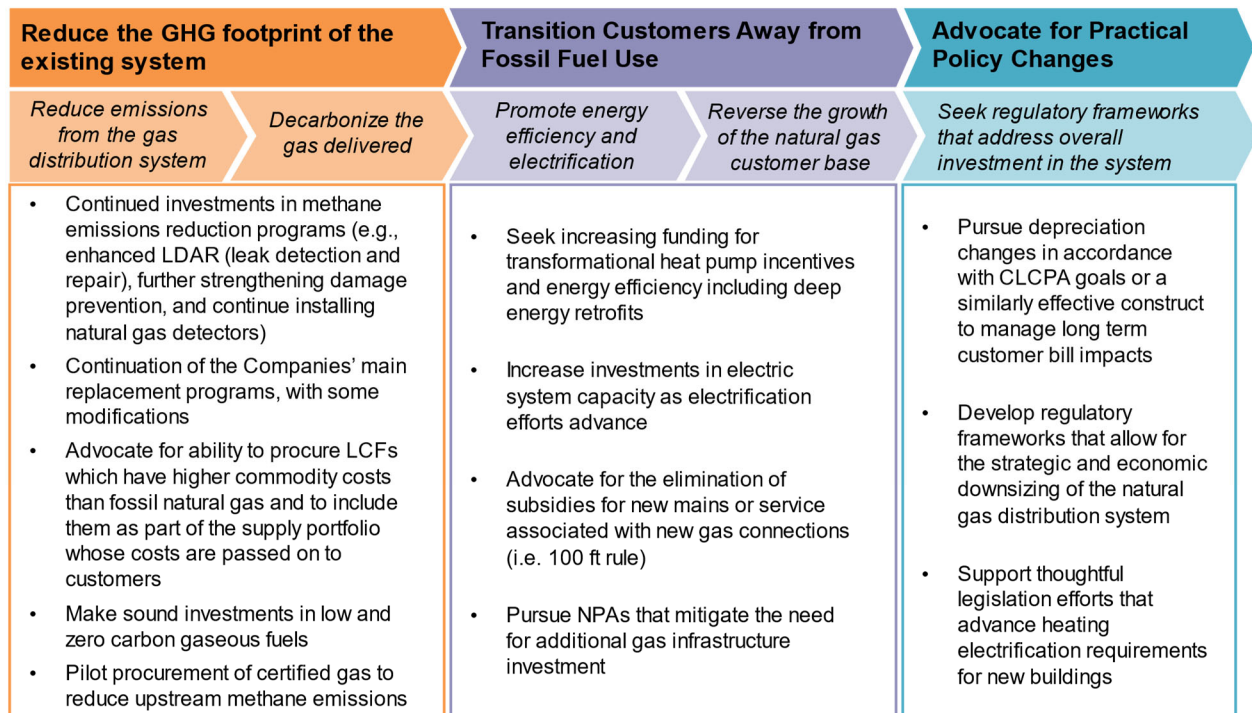 Reduce the GHG footprint of the
existing system
Transition Customers Away from
Fossil Fuel Use
Advocate for Practical
Policy Changes
Reduce emissions
from the gas
distribution system
Decarbonize the
gas delivered
Promote energy
efficiency and
electrification
Reverse the growth
of the natural gas
customer base
Seek regulatory frameworks
that address overall
investment in the system
• Continued investments in methane
emissions reduction programs (e.g.,
enhanced LDAR (leak detection and
repair), further strengthening damage
prevention, and continue installing
natural gas detectors)
• Continuation of the Companies' main
replacement programs, with some
modifications
• Advocate for ability to procure LCFs
which have higher commodity costs
than fossil natural gas and to include
them as part of the supply portfolio
whose costs are passed on to
customers
• Make sound investments in low and
zero carbon gaseous fuels
• Pilot procurement of certified gas to
reduce upstream methane emissions
• Seek increasing funding for
transformational heat pump incentives
and energy efficiency including deep
energy retrofits
• Increase investments in electric
system capacity as electrification
efforts advance
• Advocate for the elimination of
subsidies for new mains or service
associated with new gas connections
(i.e. 100 ft rule)
• Pursue NPAs that mitigate the need
for additional gas infrastructure
investment
• Pursue depreciation
changes in accordance
with CLCPA goals or a
similarly effective construct
to manage long term
customer bill impacts
• Develop regulatory
frameworks that allow for
the strategic and economic
downsizing of the natural
gas distribution system
• Support thoughtful
legislation efforts that
advance heating
electrification requirements
for new buildings